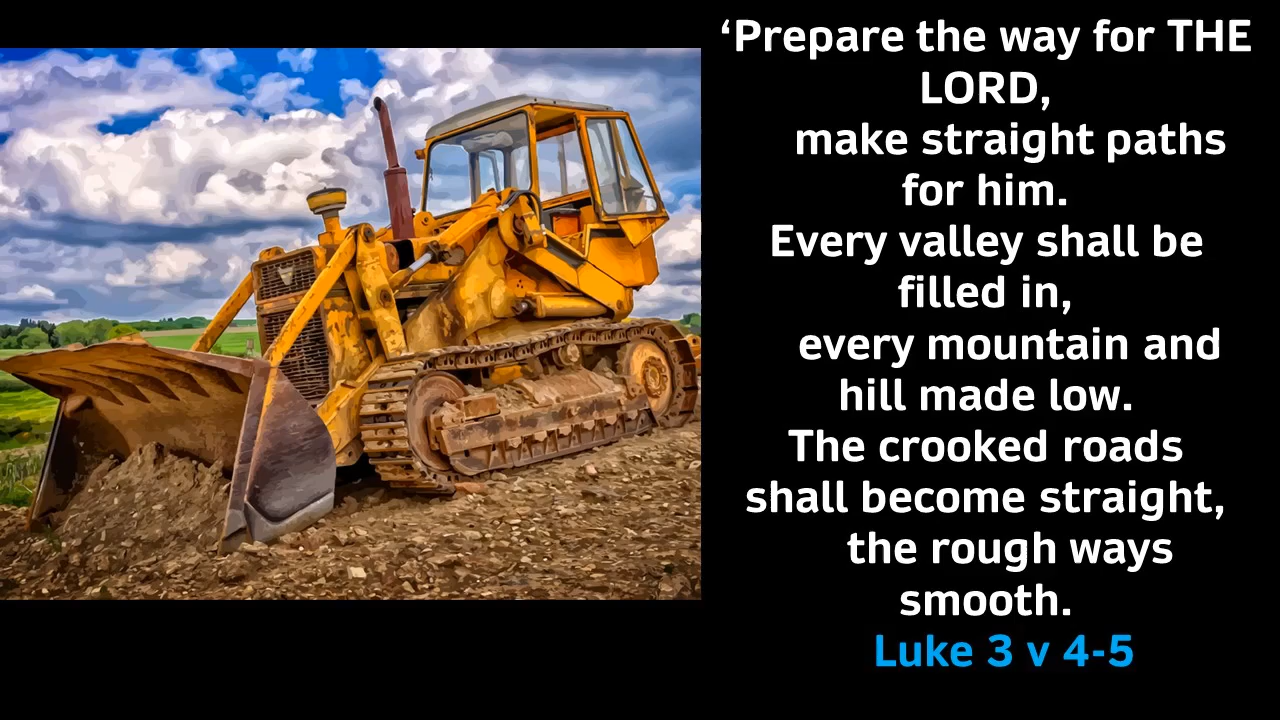 ‘Prepare the way for THE
LORD,
make straight paths
for him.
Every valley shall be
filled in,
every mountain and
hill made low.
The crooked roads
shall become straight,
the rough ways
smooth.
Luke 3 v 4-5